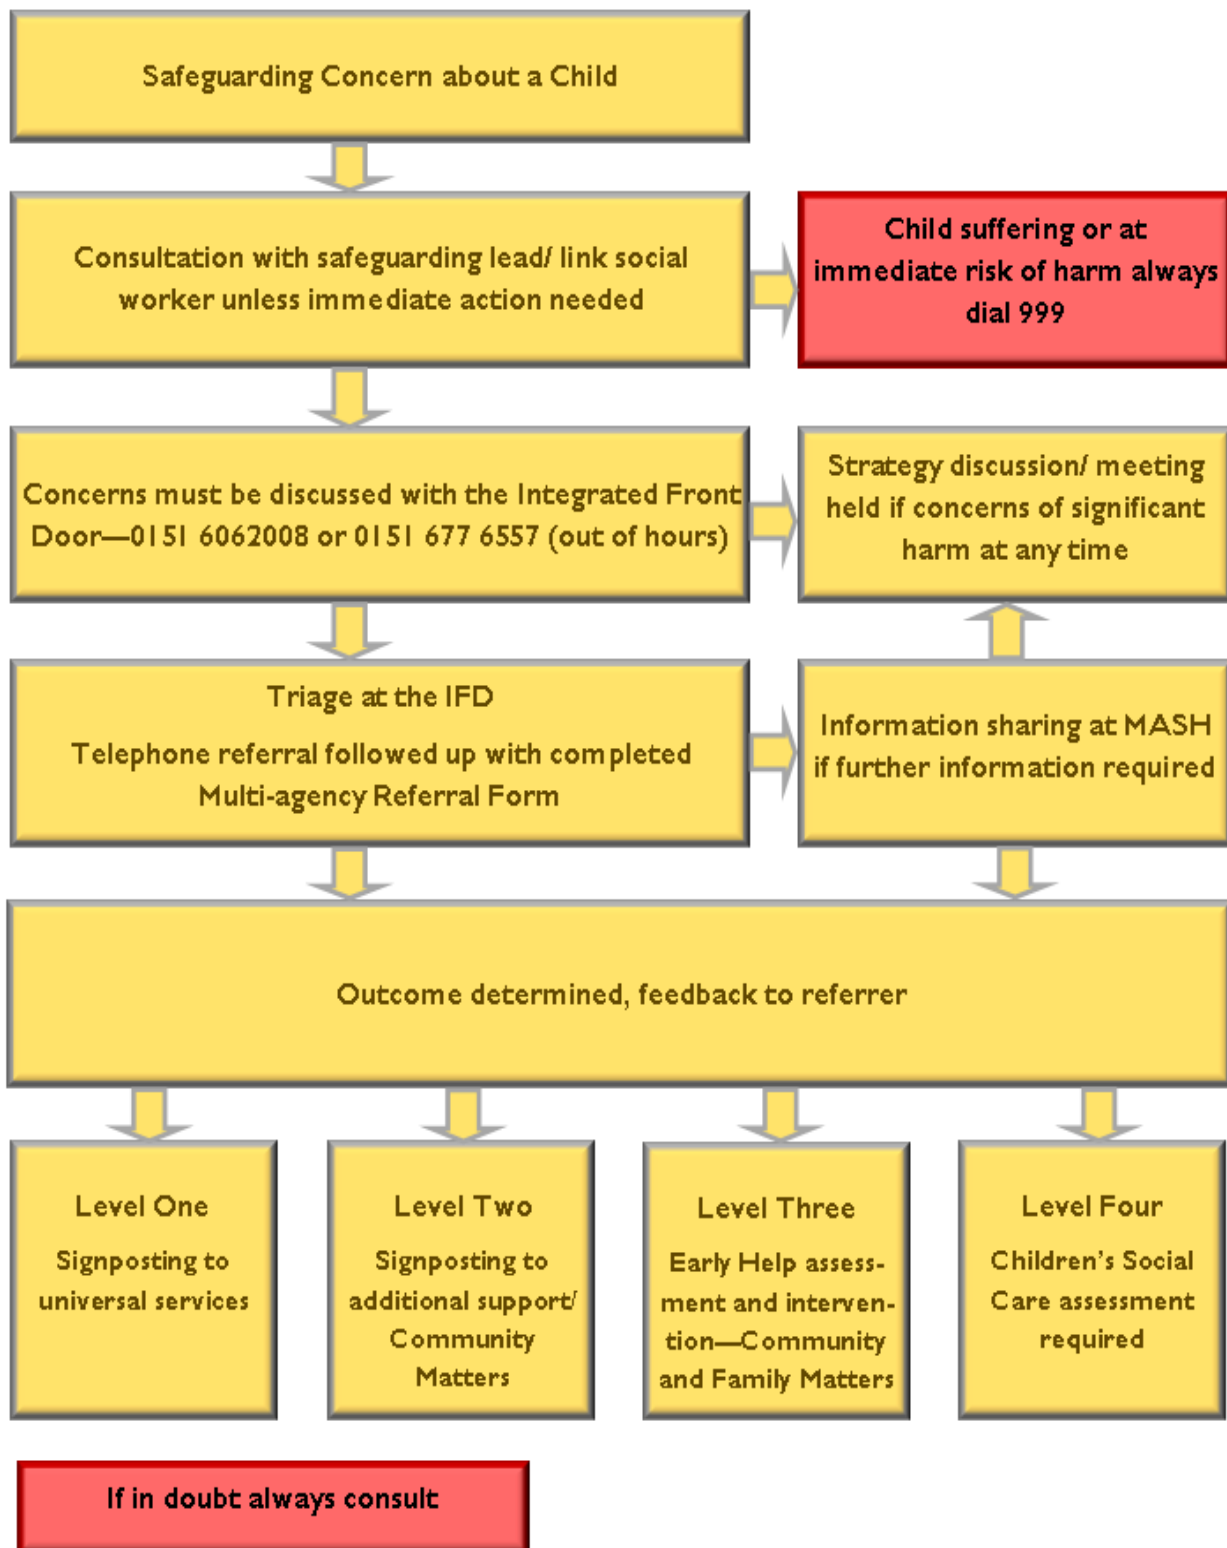 Safeguarding Concern about a Child
Consultation with safeguarding lead/ link social
worker unless immediate action needed
Child suffering or at
immediate risk of harm always
dial 999
Concerns must be discussed with the Integrated Front
Door—0151 6062008 or 0151 677 6557 (out of hours)
Strategy discussion/ meeting
held if concerns of significant
harm at any time
Triage at the IFD
Telephone referral followed up with completed
Multi-agency Referral Form
Information sharing at MASH
if further information required
Outcome determined, feedback to referrer
Level One
Signposting to
universal services
Level Two
Signposting to
additional support/
Community
Matters
Level Three
Early Help assess-
ment and interven-
tion—Community
and Family Matters
Level Four
Children’s Social
Care assessment
required
If in doubt always consult